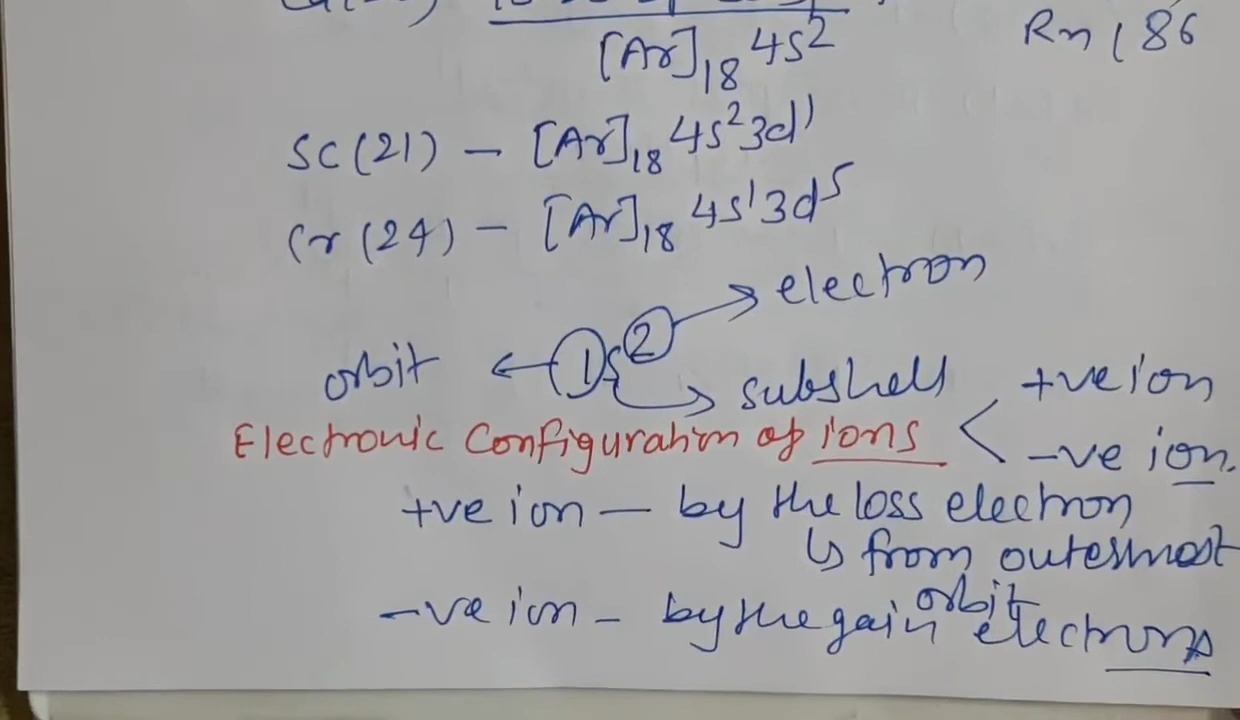 [Ar]18 4s2
Rn(86
SC(21) - [Ar]18 4s2 3d1
Cr(24) - [Ar]18 4s1 3d5
1s2 → electron
orbit ←
→ subshell
+ve ion
Electronic Configuration of ions <
-ve ion.
+ve ion - by the loss electron
↳ from outermost
orbit
-ve ion - by the gain electrons